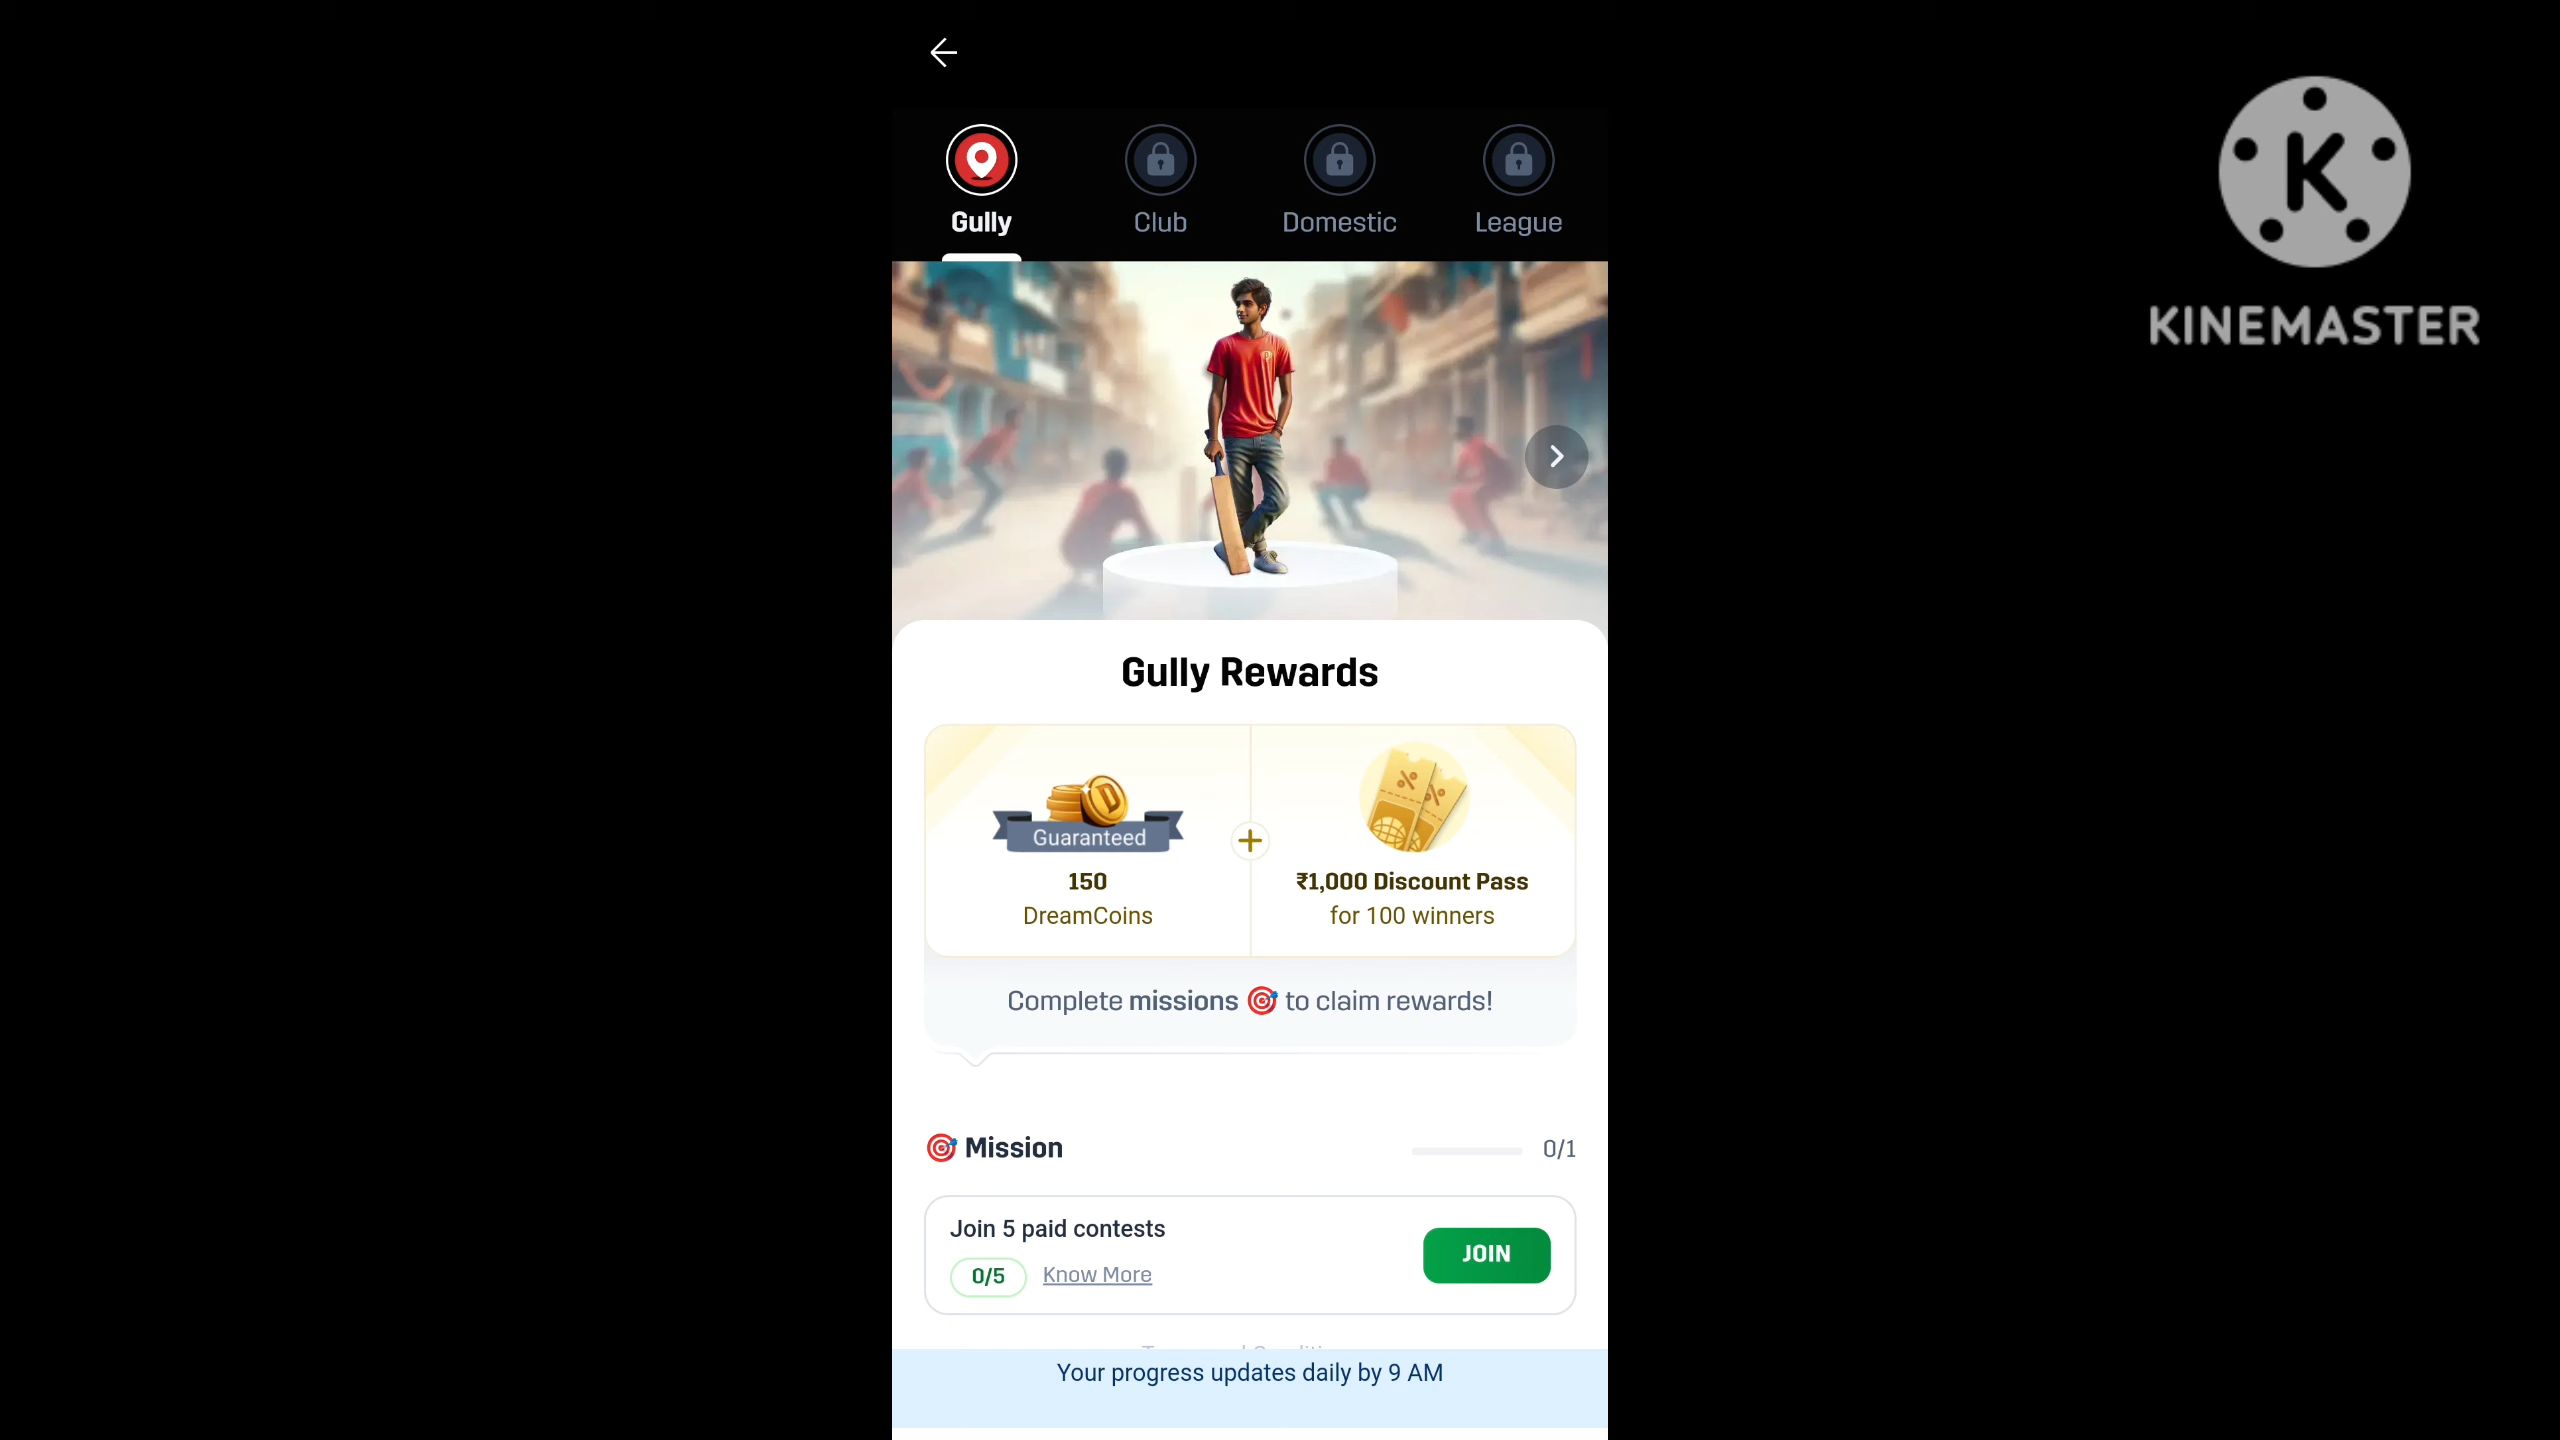 Gully
Club
Domestic
League
KINEMASTER
Gully Rewards
Guaranteed
150
DreamCoins
₹1,000 Discount Pass
for 100 winners
Complete missions 🎯 to claim rewards!
🎯 Mission
0/1
Join 5 paid contests
0/5
Know More
JOIN
Your progress updates daily by 9 AM